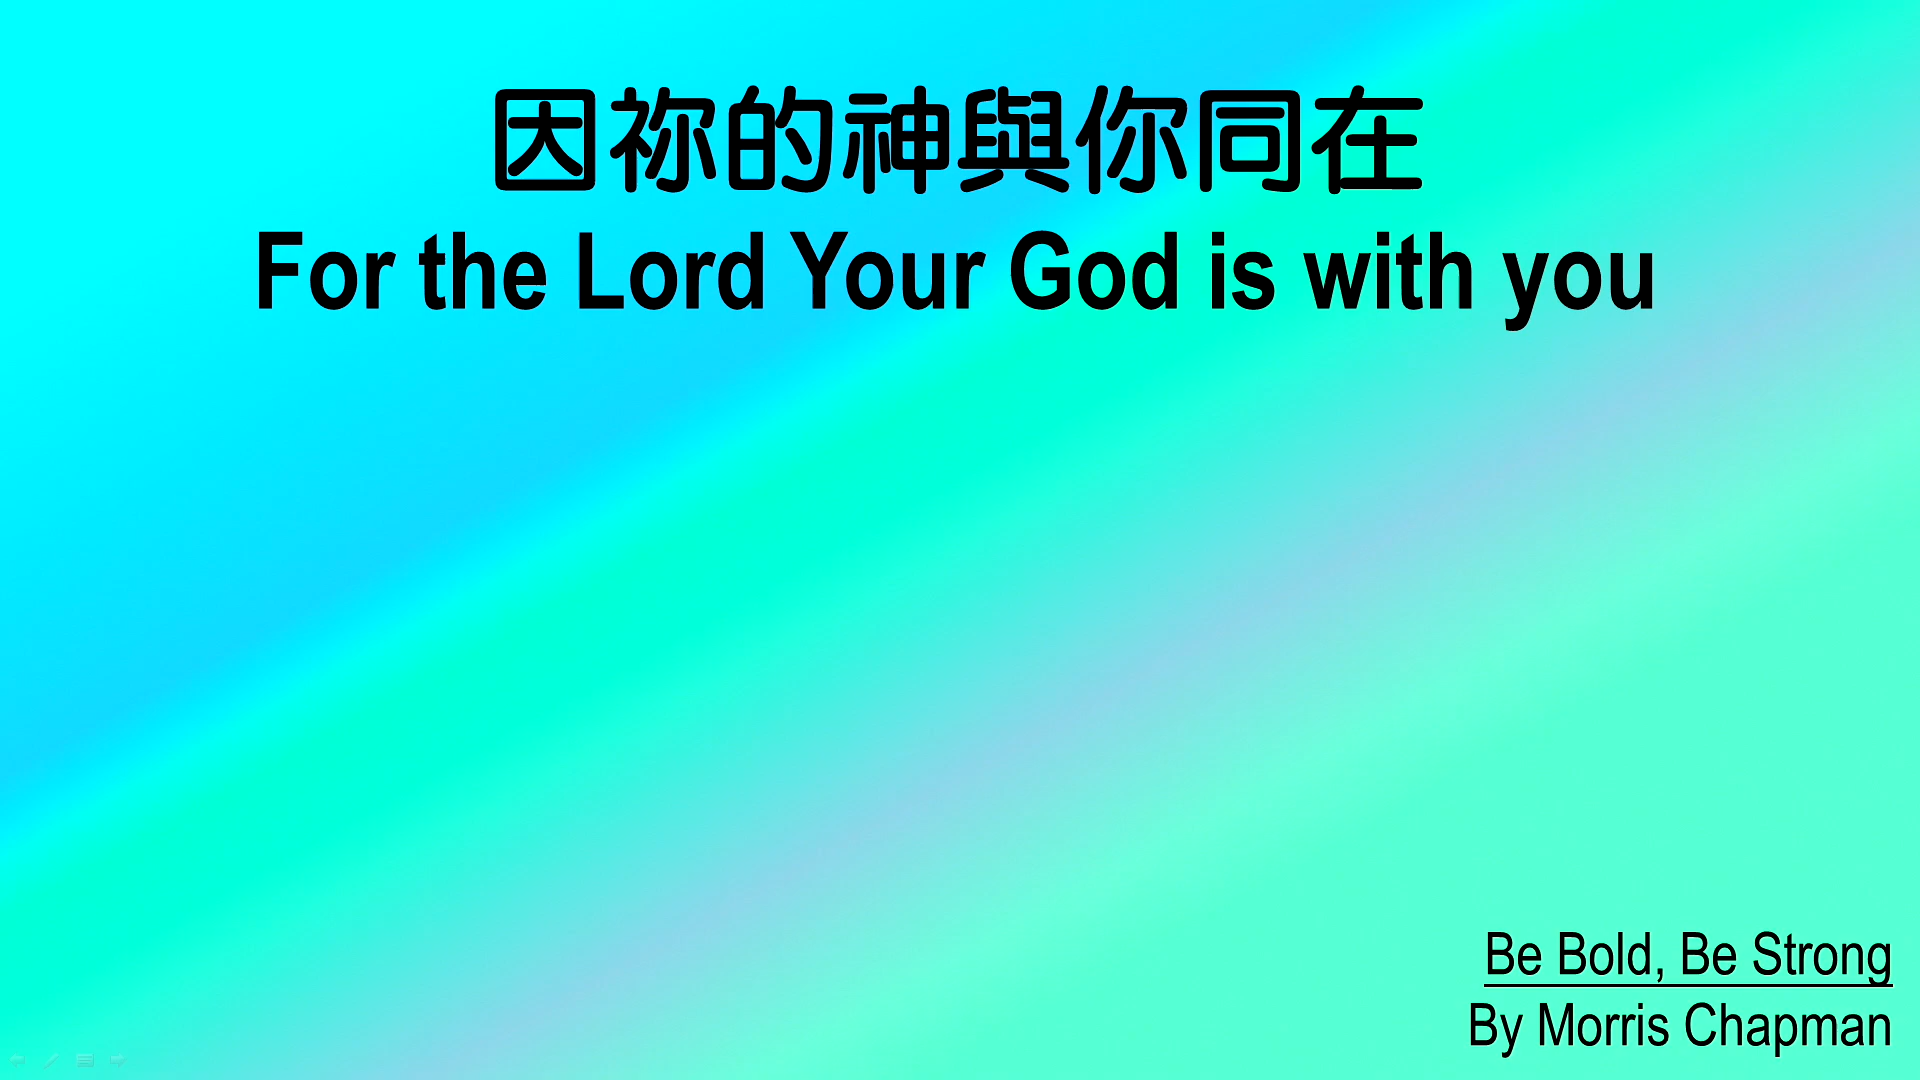 因祢的神與你同在
For the Lord Your God is with you
Be Bold, Be Strong
By Morris Chapman